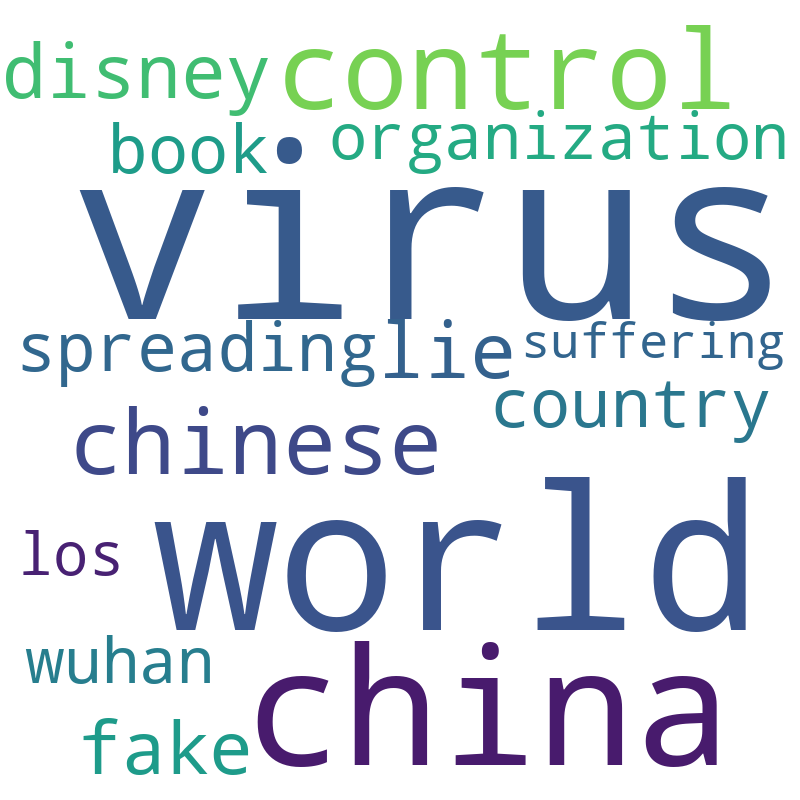 disney control
book organization
virus
spreading lie suffering
country
chinese
los world
wuhan
fake china